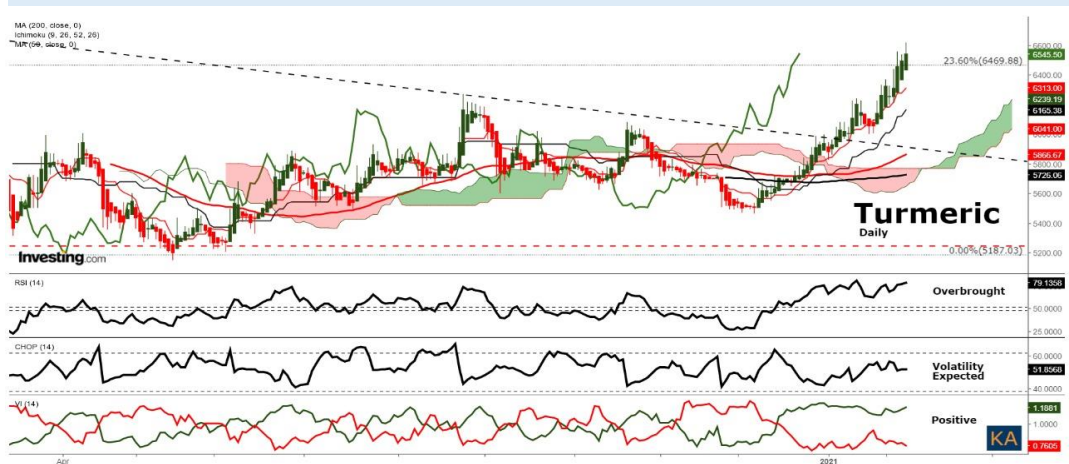 MA (200, close, 0)
Ichimoku (9, 26, 52, 26)
MA (50, close, 0)
6600.00
6545.50
23.60%(6469.88)
6400.00
6313.00
6239.19
6165.38
6041.00
5866.67
5800.00
5725.06
5600.00
Turmeric
Daily
5400.00
0.00%(5187.03)
5200.00
Investing.com
RSI (14)
79.1358
Overbrought
50.0000
25.0000
CHOP (14)
60.0000
Volatility
Expected
51.8568
40.0000
VI (14)
1.1881
Positive
1.0000
KA
0.7605
Apr
2021